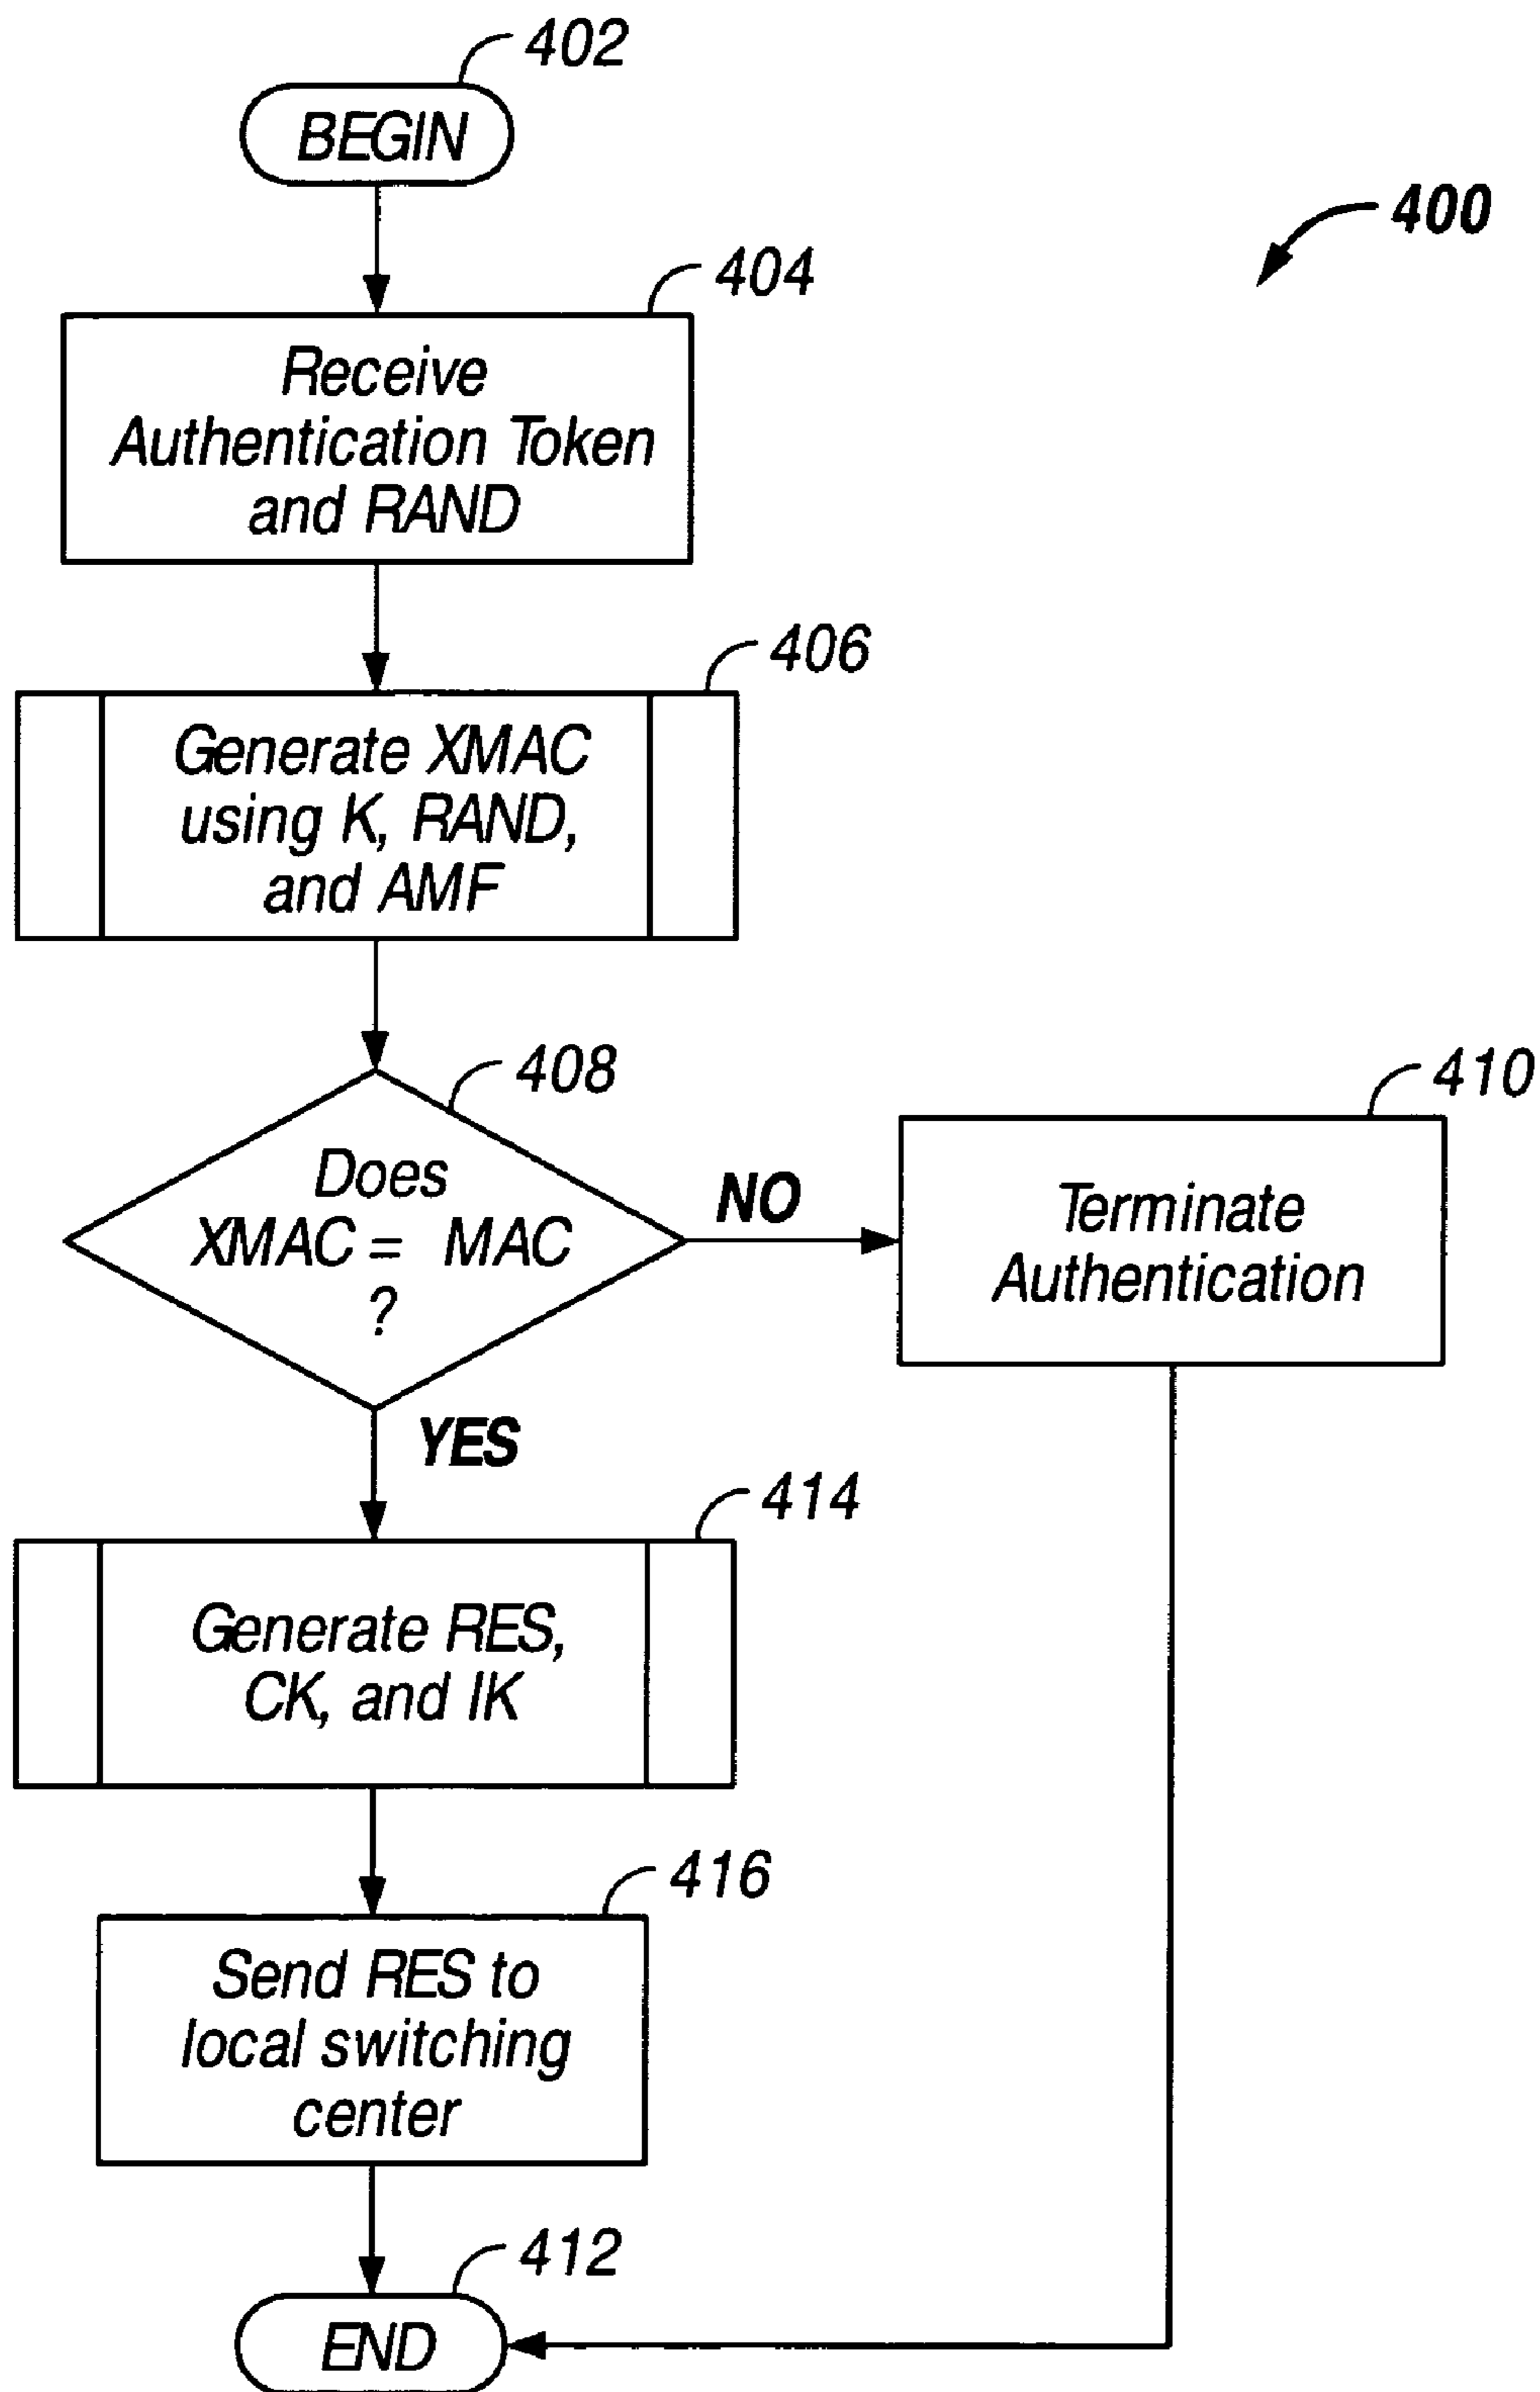 402
BEGIN
400
404
Receive
Authentication Token
and RAND
406
Generate XMAC
using K, RAND,
and AMF
408
Does
XMAC = MAC
?
NO
410
Terminate
Authentication
YES
414
Generate RES,
CK, and IK
416
Send RES to
local switching
center
412
END